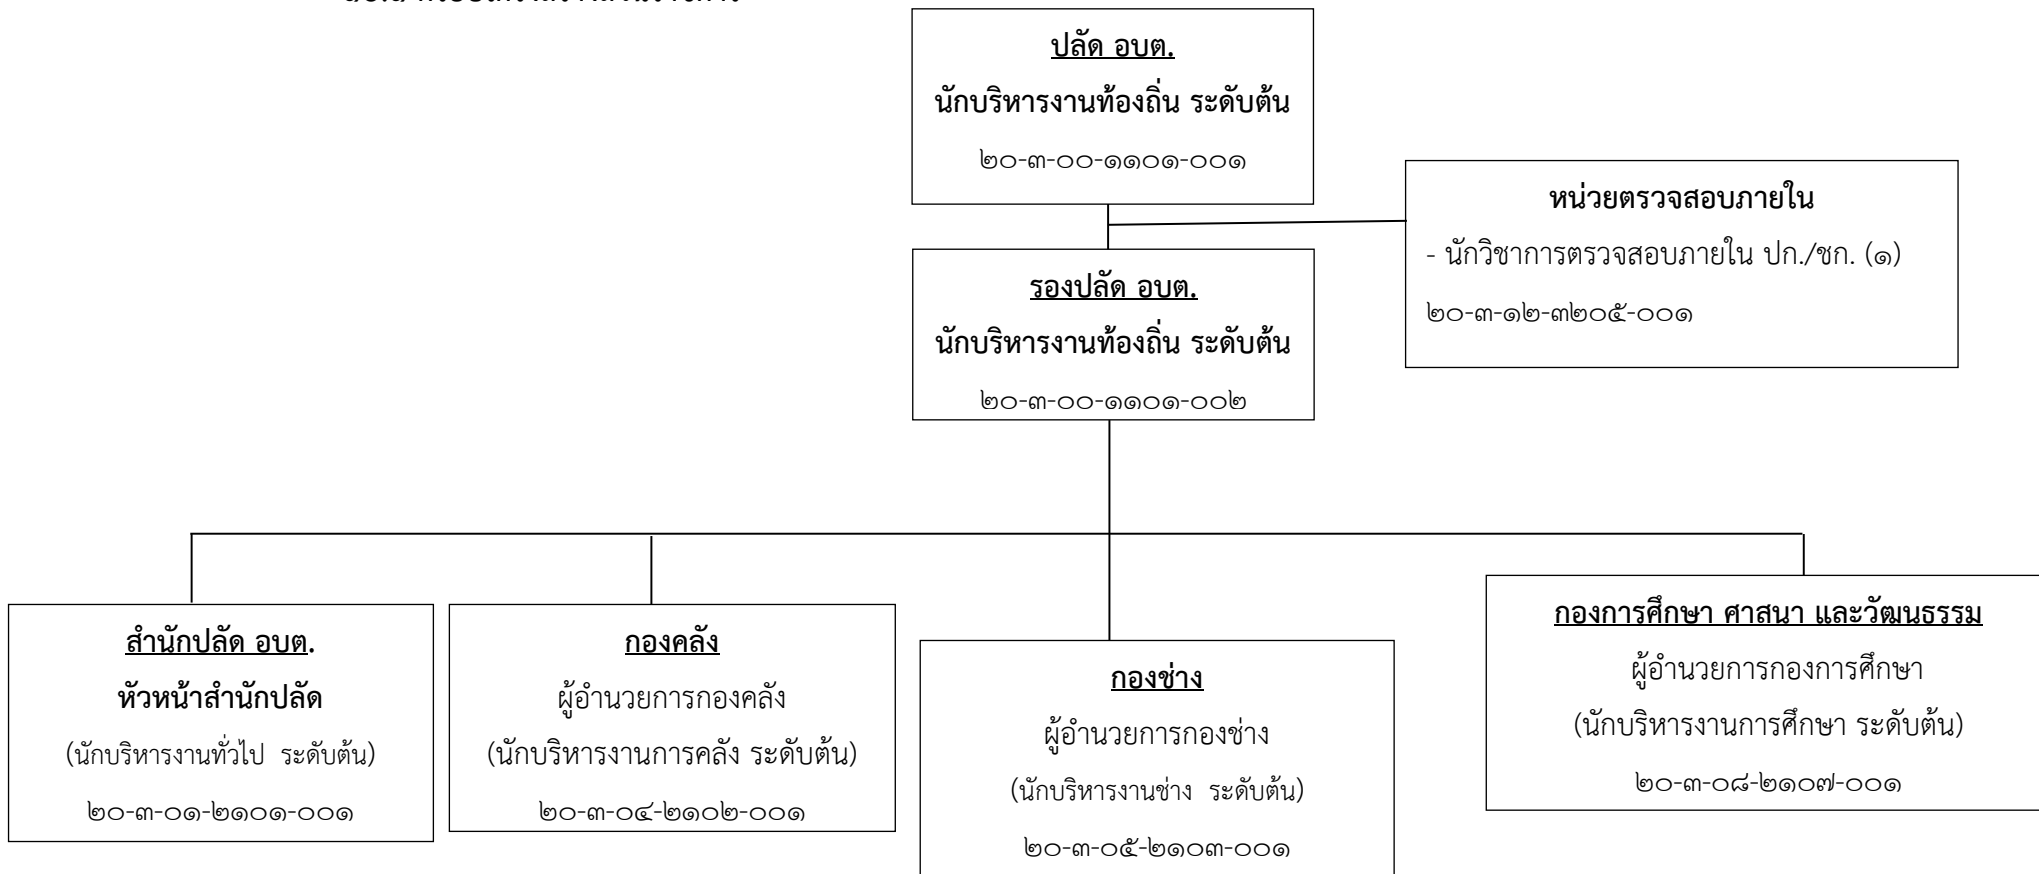 ปลัด อบต.
นักบริหารงานท้องถิ่น ระดับต้น
๒๐-๓-๐๐-๑๑๐๑-๐๐๑
หน่วยตรวจสอบภายใน
- นักวิชาการตรวจสอบภายใน ปก./ชก. (๑)
๒๐-๓-๑๒-๓๒๐๕-๐๐๑
รองปลัด อบต.
นักบริหารงานท้องถิ่น ระดับต้น
๒๐-๓-๐๐-๑๑๐๑-๐๐๒
สำนักปลัด อบต.
หัวหน้าสำนักปลัด
(นักบริหารงานทั่วไป ระดับต้น)
๒๐-๓-๐๑-๒๑๐๑-๐๐๑
กองคลัง
ผู้อำนวยการกองคลัง
(นักบริหารงานการคลัง ระดับต้น)
๒๐-๓-๐๔-๒๑๐๒-๐๐๑
กองช่าง
ผู้อำนวยการกองช่าง
(นักบริหารงานช่าง ระดับต้น)
๒๐-๓-๐๕-๒๑๐๓-๐๐๑
กองการศึกษา ศาสนา และวัฒนธรรม
ผู้อำนวยการกองการศึกษา
(นักบริหารงานการศึกษา ระดับต้น)
๒๐-๓-๐๘-๒๑๐๗-๐๐๑